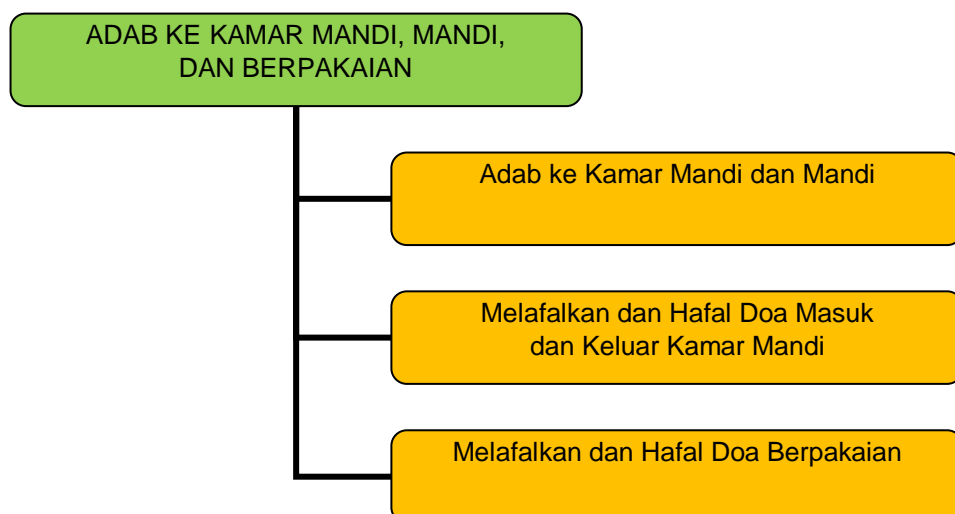 ADAB KE KAMAR MANDI, MANDI,
DAN BERPAKAIAN
Adab ke Kamar Mandi dan Mandi
Melafalkan dan Hafal Doa Masuk
dan Keluar Kamar Mandi
Melafalkan dan Hafal Doa Berpakaian